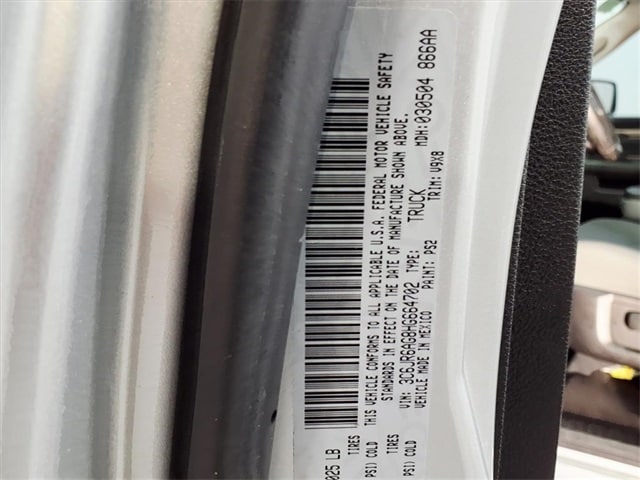 025 LB
TIRES
PSI) COLD
TIRES
PSI) COLD
THIS VEHICLE CONFORMS TO ALL APPLICABLE U.S.A. FEDERAL MOTOR VEHICLE SAFETY
STANDARDS IN EFFECT ON THE DATE OF MANUFACTURE SHOWN ABOVE.
VIN: 3C6JR6AG8HG664702 TYPE: TRUCK MDH:030504 866AA
VEHICLE MADE IN MEXICO PAINT: PS2 TRIM: V9X8